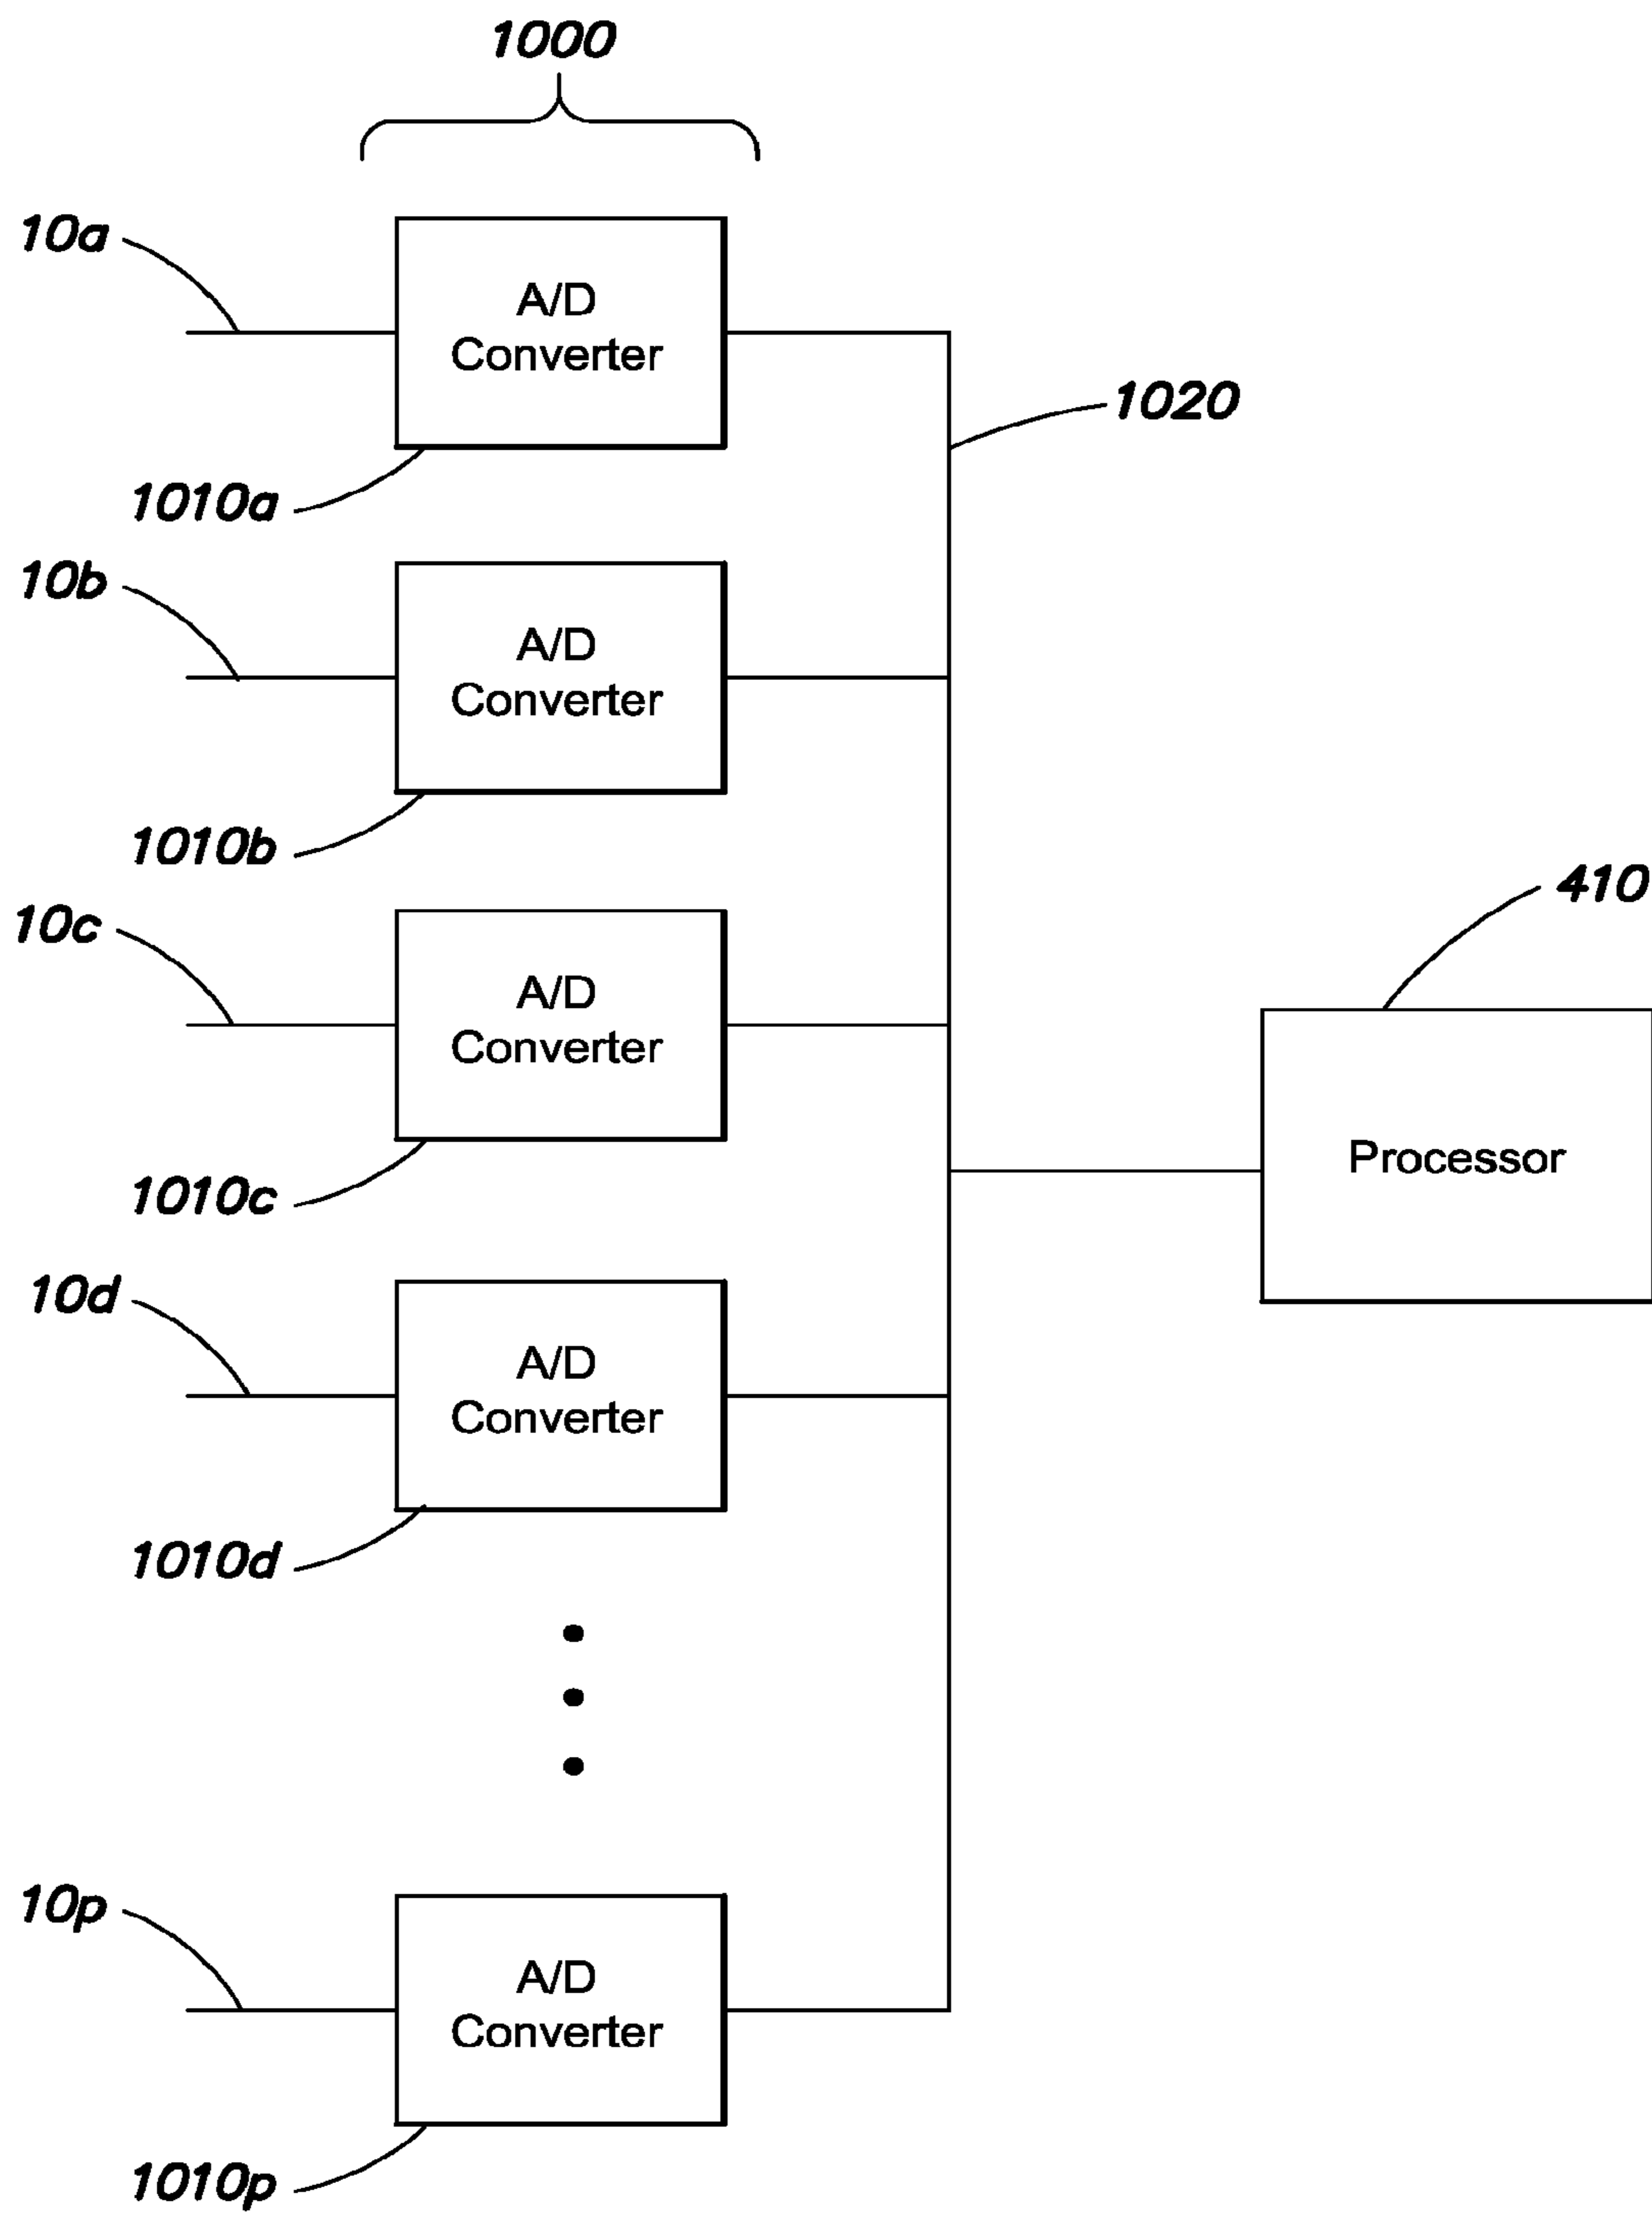 1000
10a
A/D
Converter
1020
1010a
10b
A/D
Converter
1010b
410
10c
A/D
Converter
1010c
Processor
10d
A/D
Converter
1010d
10p
A/D
Converter
1010p